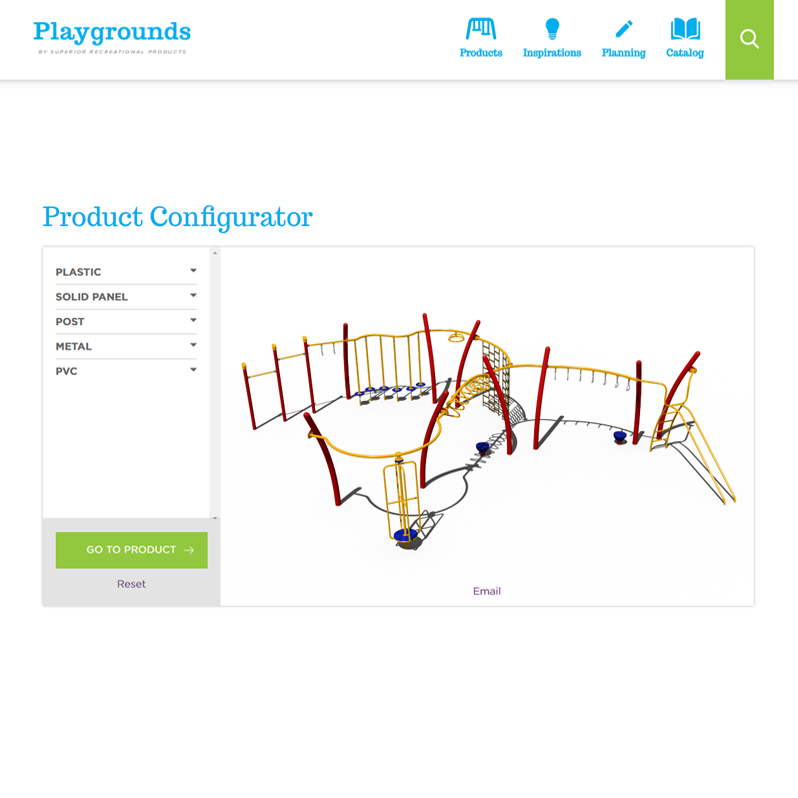 Playgrounds
BY SUPERIOR RECREATIONAL PRODUCTS
Products
Inspirations
Planning
Catalog
Product Configurator
PLASTIC
SOLID PANEL
POST
METAL
PVC
GO TO PRODUCT
Reset
Email